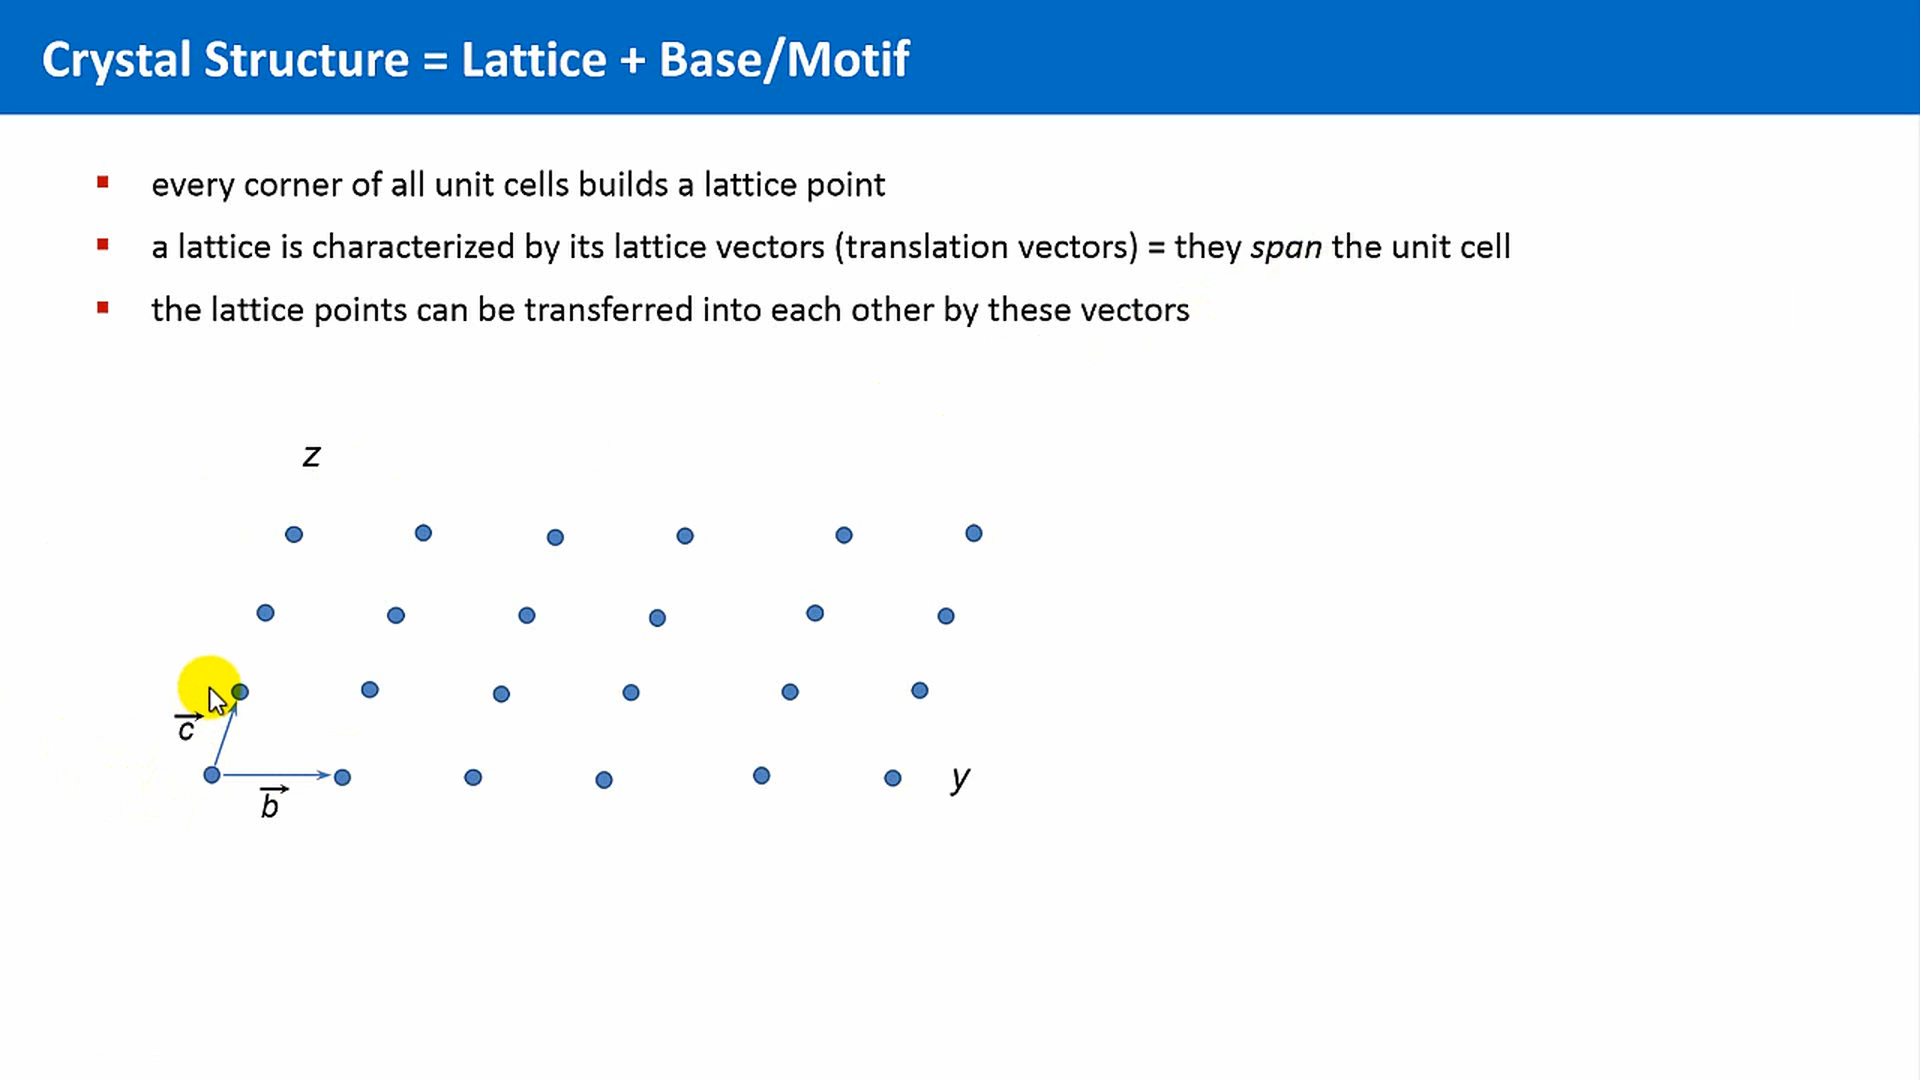 Crystal Structure = Lattice + Base/Motif
every corner of all unit cells builds a lattice point
a lattice is characterized by its lattice vectors (translation vectors) = they span the unit cell
the lattice points can be transferred into each other by these vectors
z
c
y
b